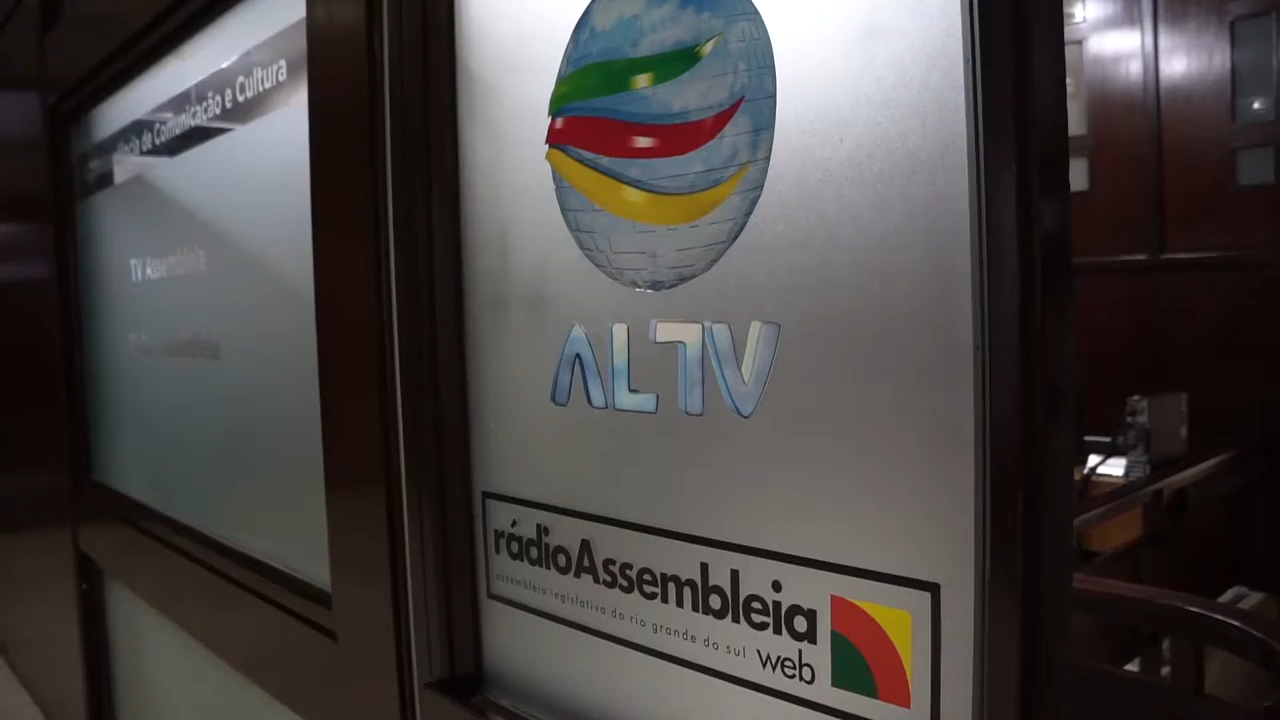 de Comunicação e Cultura
TV Assembleia
ALTV
rádioAssembleia
assembleia legislativa do rio grande do sul
web